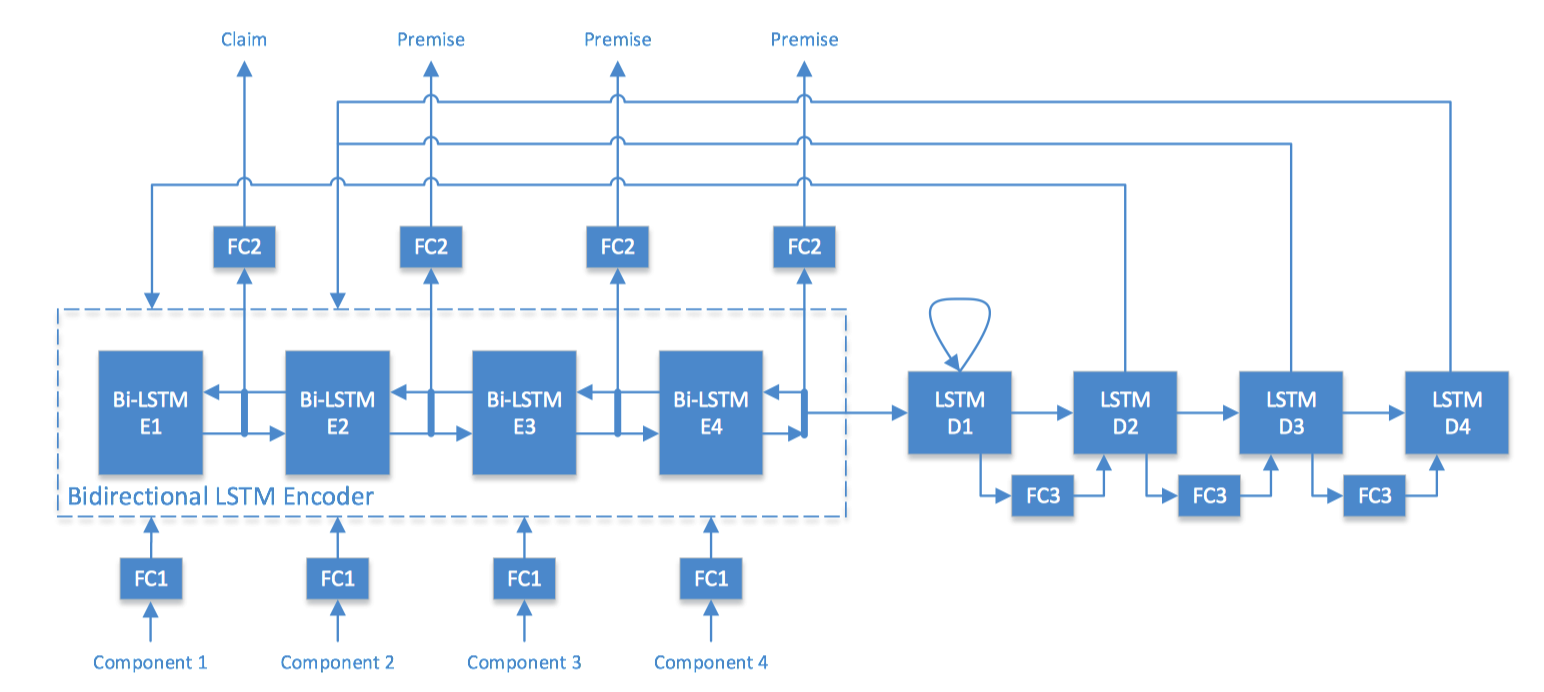 Claim Premise Premise Premise
FC2 FC2 FC2 FC2
Bi-LSTM Bi-LSTM Bi-LSTM Bi-LSTM LSTM LSTM LSTM LSTM
E1 E2 E3 E4 D1 D2 D3 D4
Bidirectional LSTM Encoder FC3 FC3 FC3
FC1 FC1 FC1 FC1
Component 1 Component 2 Component 3 Component 4